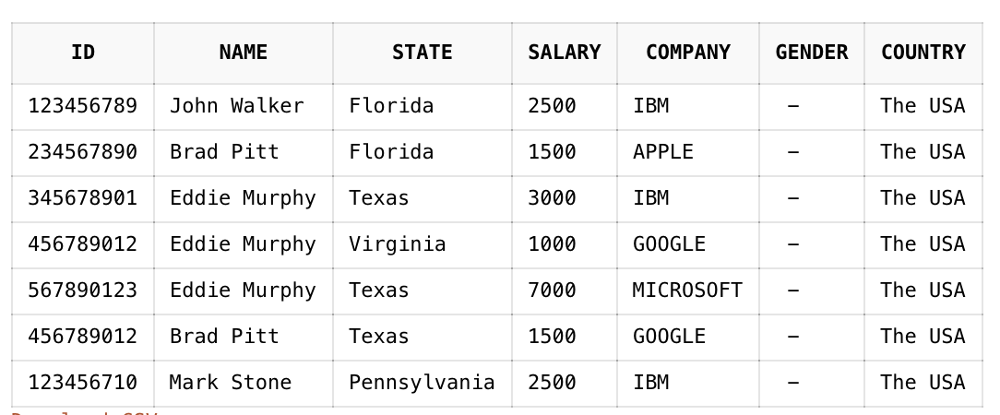 ID NAME STATE SALARY COMPANY GENDER COUNTRY
123456789 John Walker Florida 2500 IBM – The USA
234567890 Brad Pitt Florida 1500 APPLE – The USA
345678901 Eddie Murphy Texas 3000 IBM – The USA
456789012 Eddie Murphy Virginia 1000 GOOGLE – The USA
567890123 Eddie Murphy Texas 7000 MICROSOFT – The USA
456789012 Brad Pitt Texas 1500 GOOGLE – The USA
123456710 Mark Stone Pennsylvania 2500 IBM – The USA